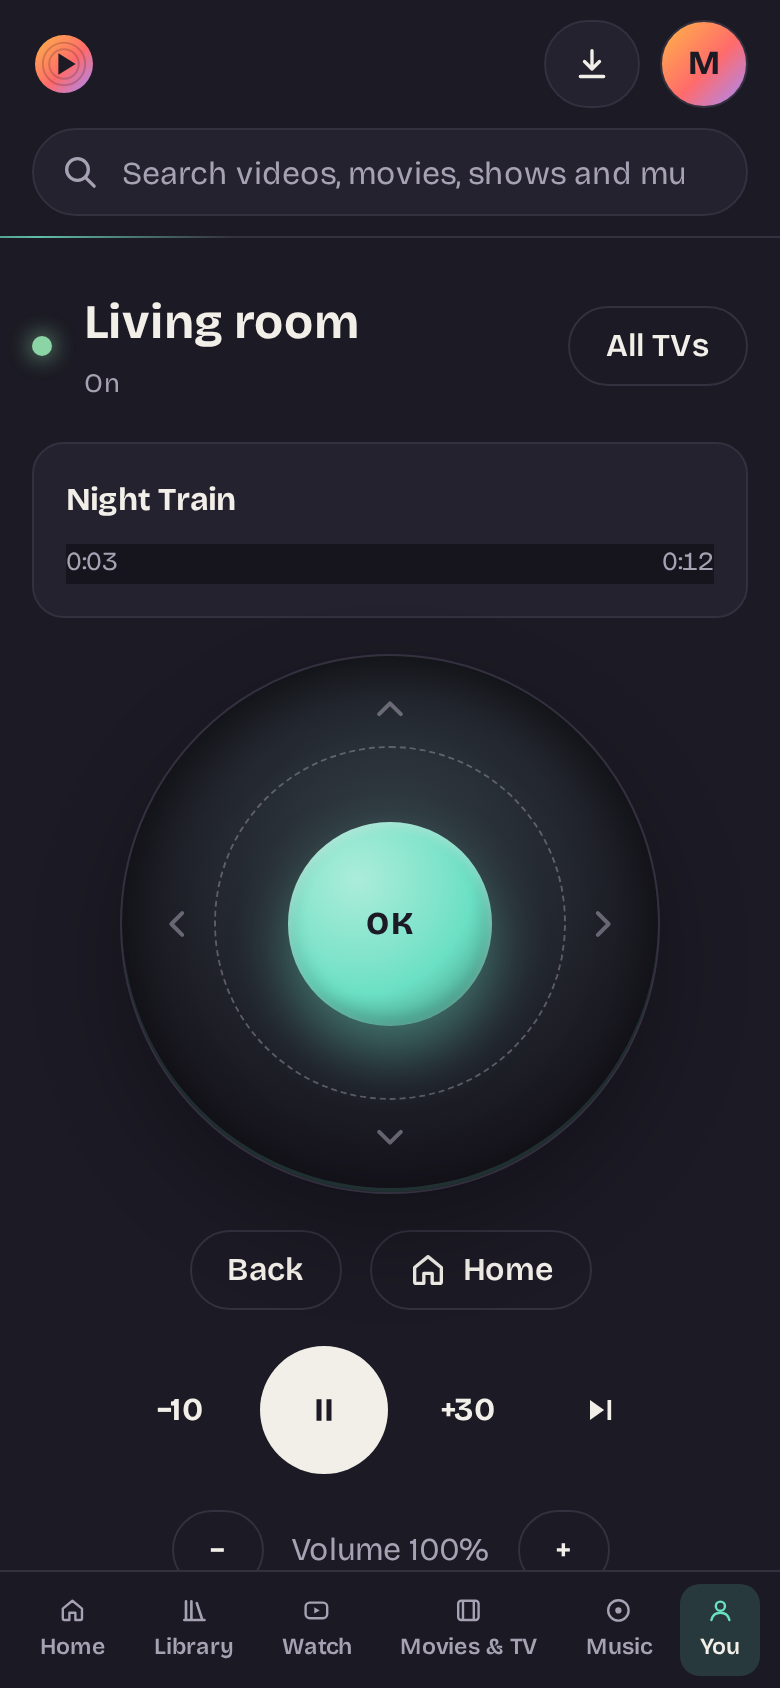 M
Search videos, movies, shows and mu
Living room
On
All TVs
Night Train
0:03 0:12
OK
Back Home
-10 +30
- Volume 100% +
Home Library Watch Movies & TV Music You